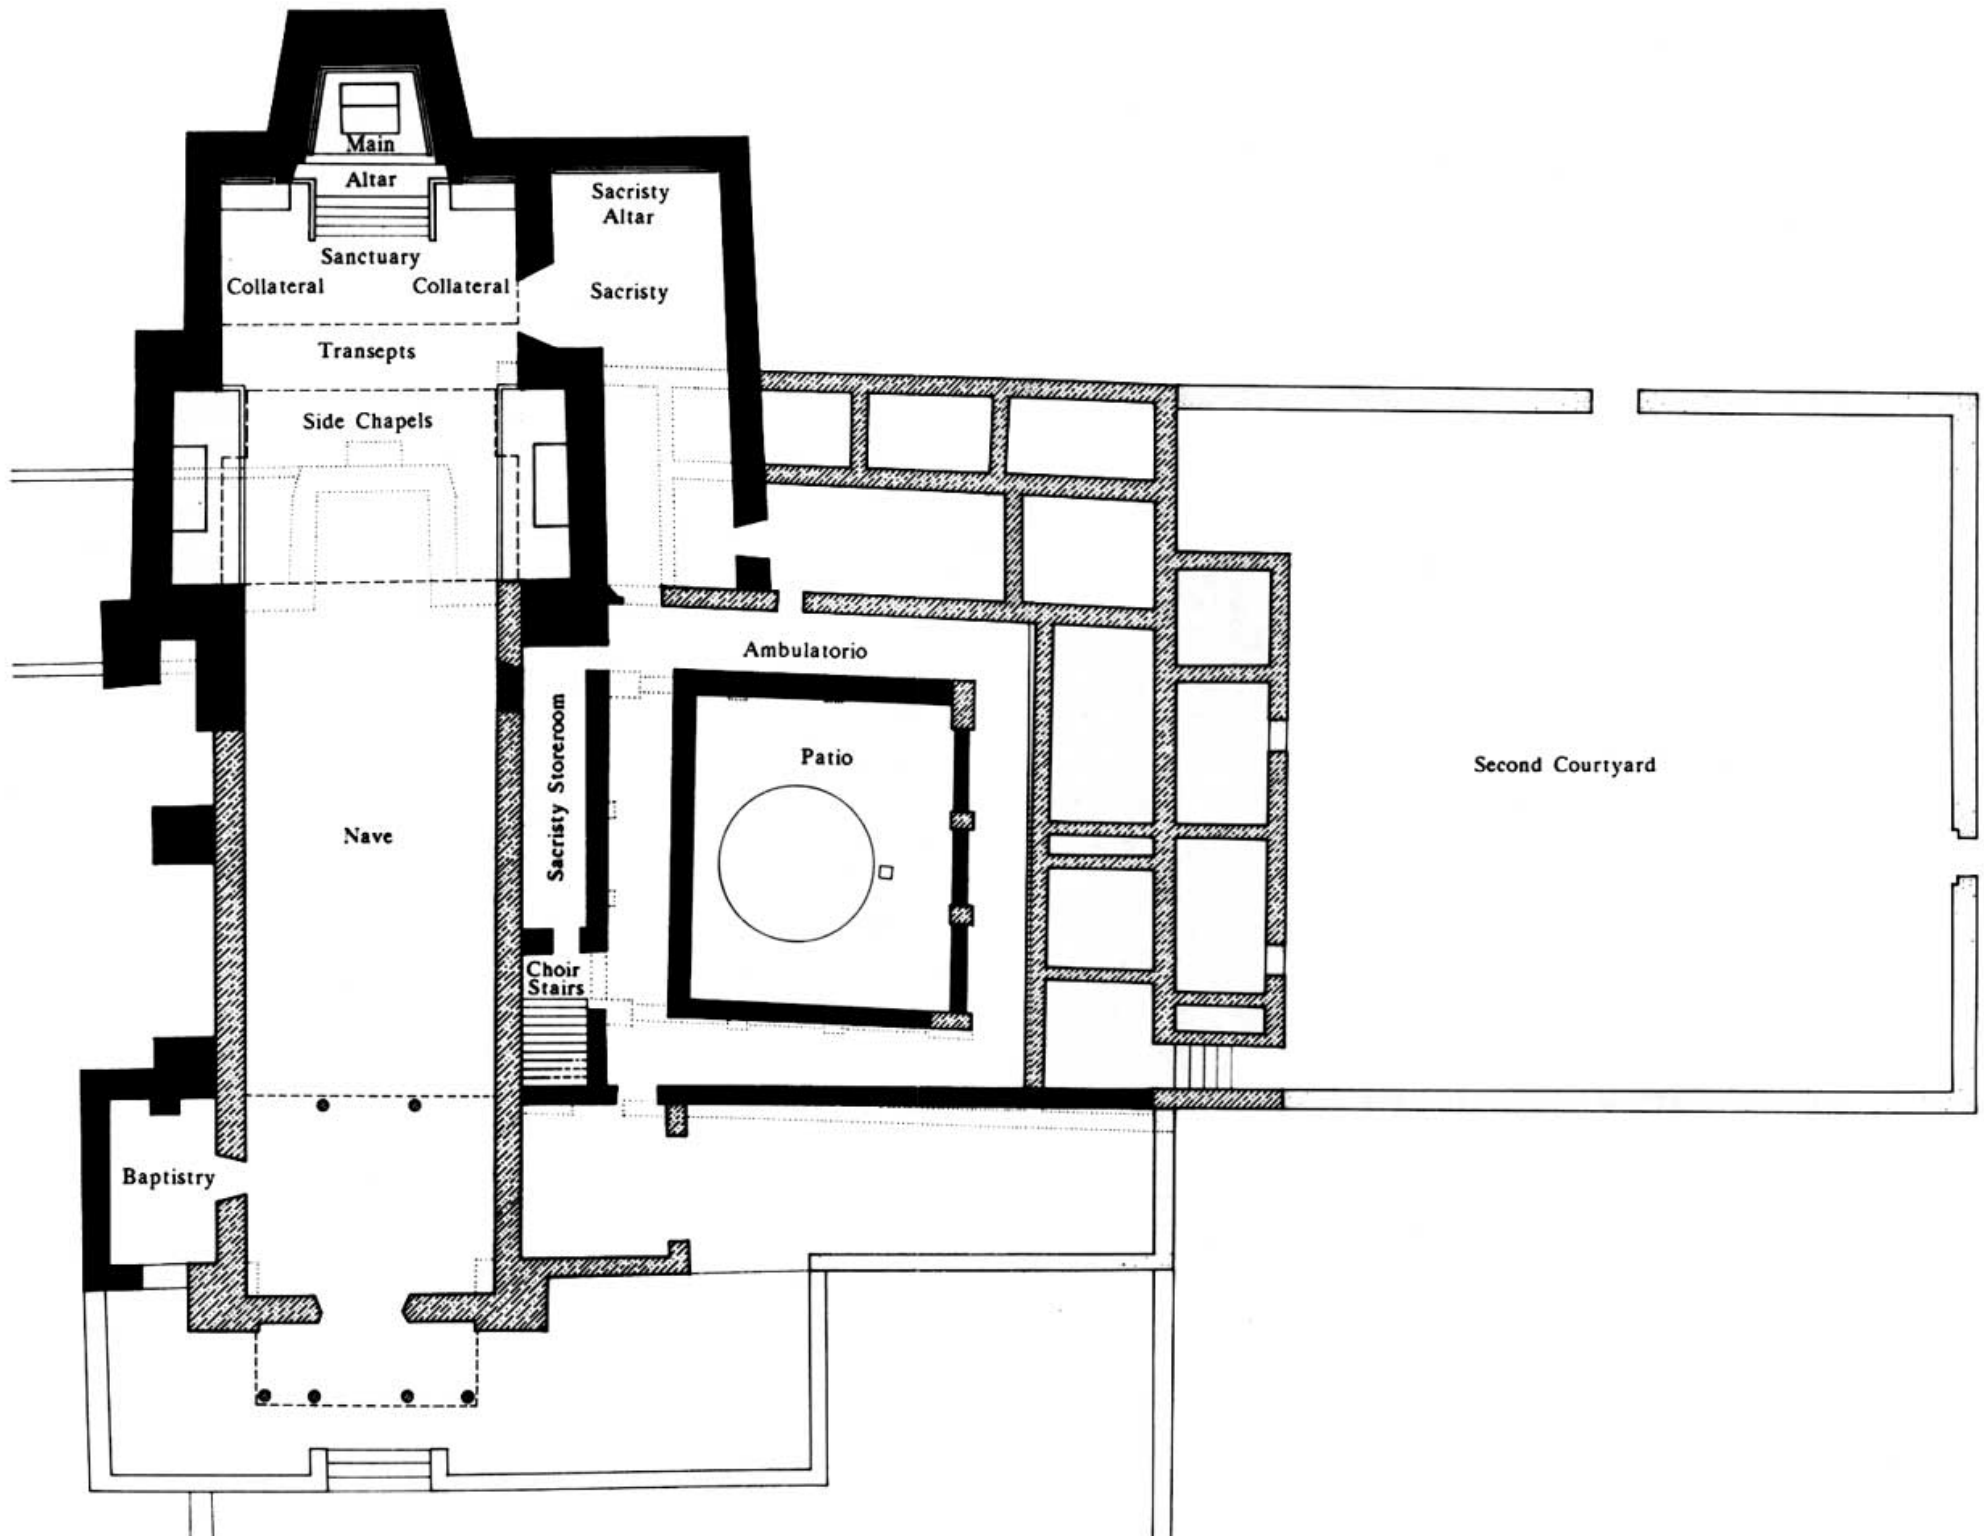 Main
Altar
Sacristy
Altar
Sanctuary
Collateral
Collateral
Sacristy
Transepts
Side Chapels
Ambulatorio
Sacristy Storeroom
Patio
Second Courtyard
Nave
Choir
Stairs
Baptistry